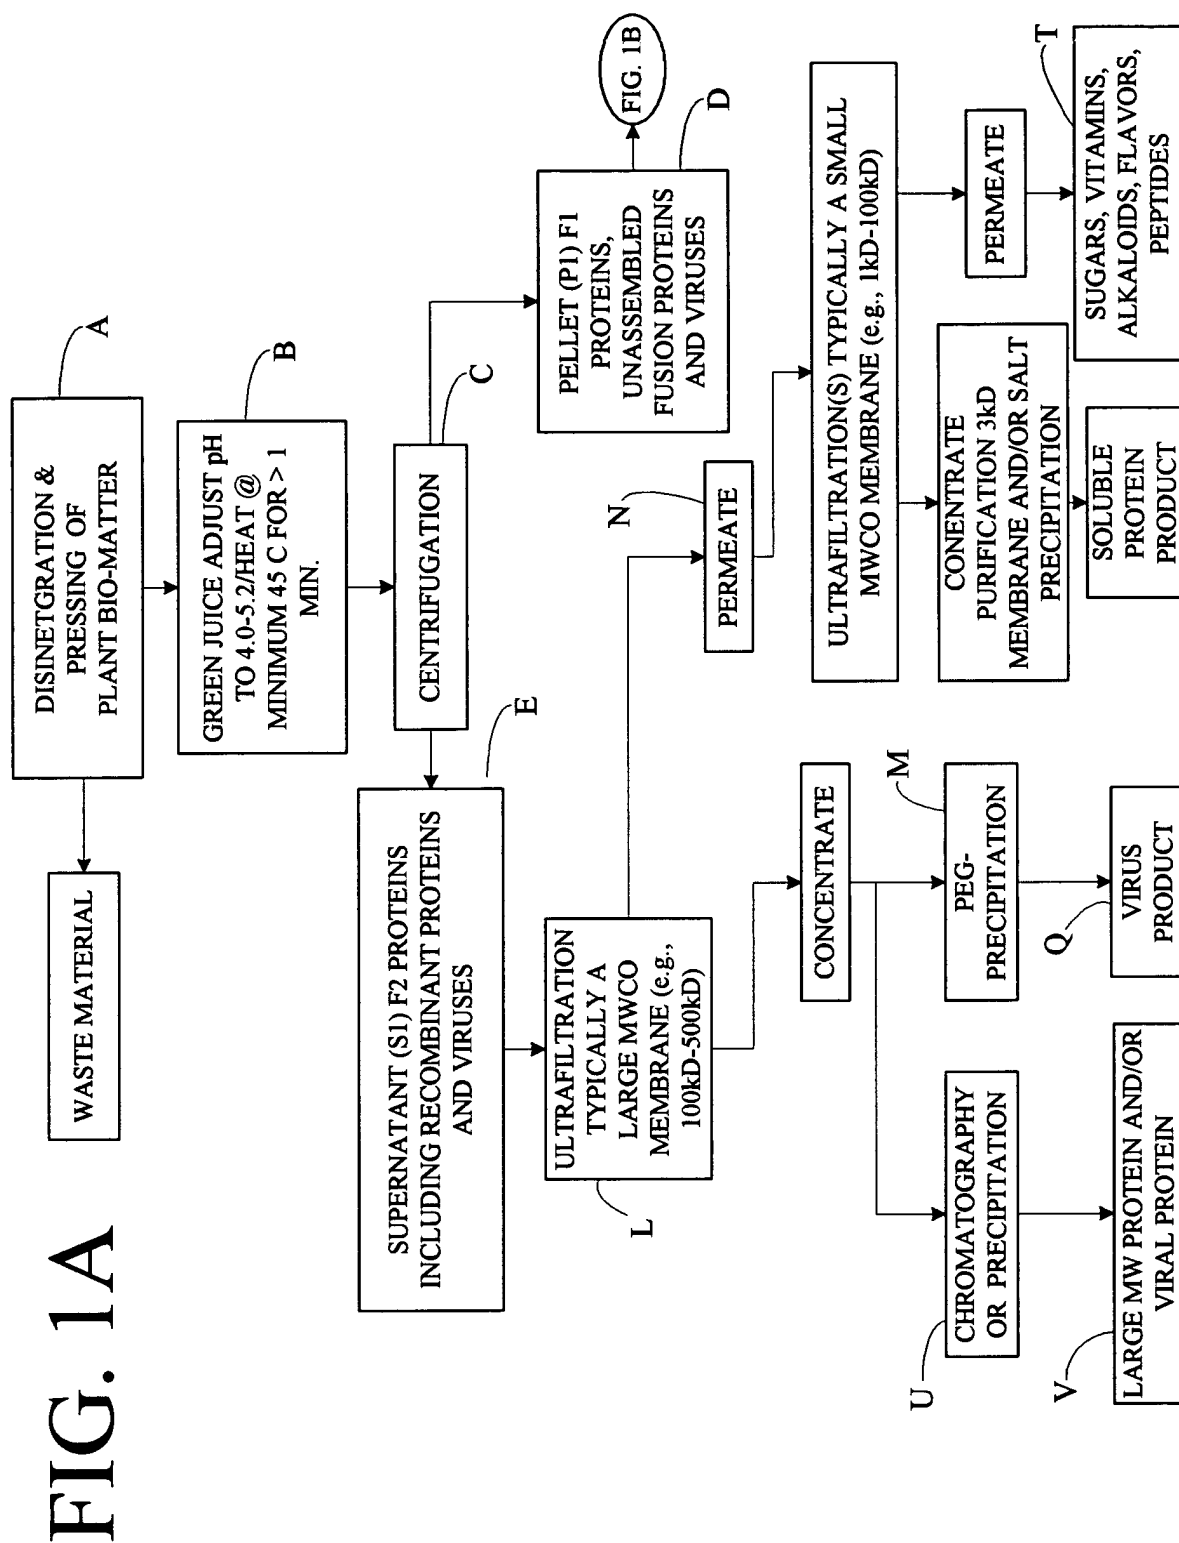 FIG. 1A
WASTE MATERIAL
DISINETGRATION &
PRESSING OF
PLANT BIO-MATTER
A
GREEN JUICE ADJUST pH
TO 4.0-5.2/HEAT @
MINIMUM 45 C FOR > 1
MIN.
B
CENTRIFUGATION
C
SUPERNATANT (S1) F2 PROTEINS
INCLUDING RECOMBINANT PROTEINS
AND VIRUSES
E
PELLET (P1) F1
PROTEINS,
UNASSEMBLED
FUSION PROTEINS
AND VIRUSES
D
FIG. 1B
ULTRAFILTRATION
TYPICALLY A
LARGE MWCO
MEMBRANE (e.g.,
100kD-500kD)
L
PERMEATE
N
CONCENTRATE
ULTRAFILTRATION(S) TYPICALLY A SMALL
MWCO MEMBRANE (e.g., 1kD-100kD)
CHROMATOGRAPHY
OR PRECIPITATION
U
PEG-
PRECIPITATION
M
CONENTRATE
PURIFICATION 3kD
MEMBRANE AND/OR SALT
PRECIPITATION
PERMEATE
LARGE MW PROTEIN AND/OR
VIRAL PROTEIN
V
VIRUS
PRODUCT
Q
SOLUBLE
PROTEIN
PRODUCT
SUGARS, VITAMINS,
ALKALOIDS, FLAVORS,
PEPTIDES
T